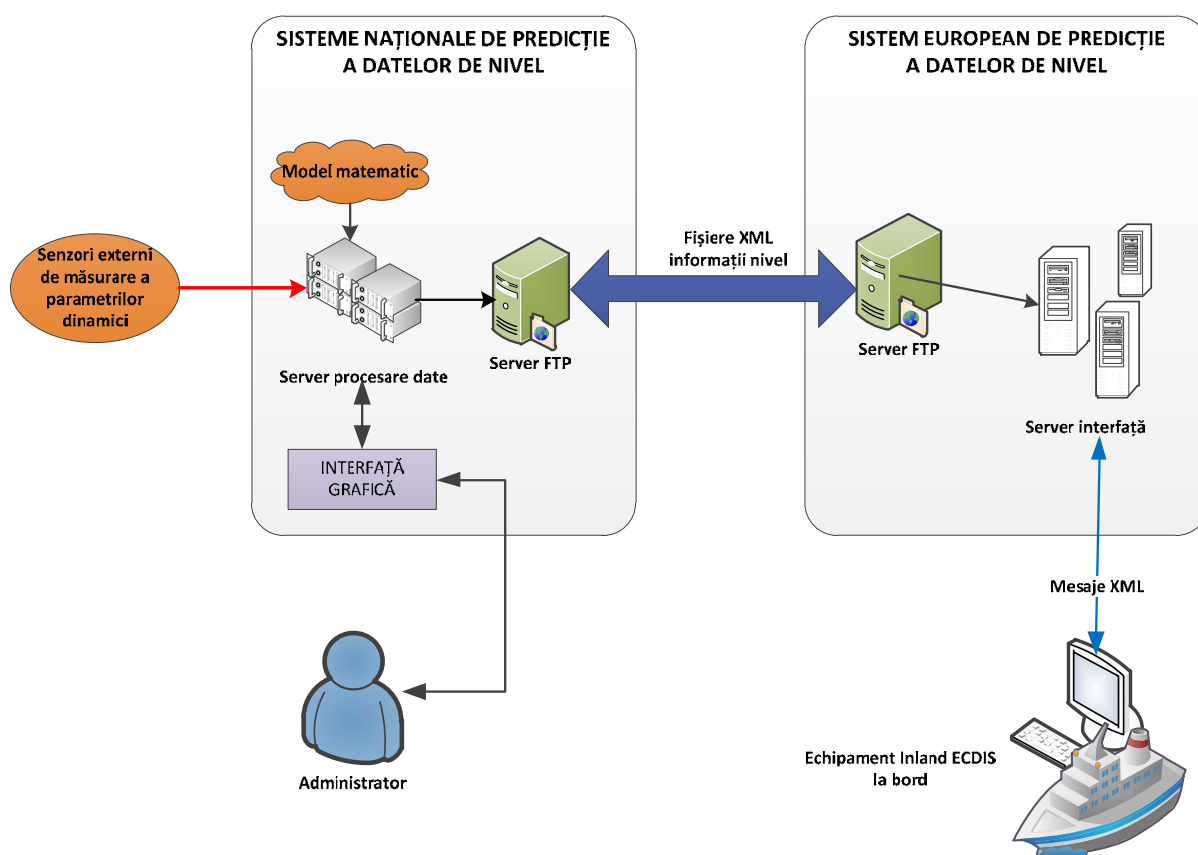 SISTEME NAȚIONALE DE PREDICȚIE
A DATELOR DE NIVEL
SISTEM EUROPEAN DE PREDICȚIE
A DATELOR DE NIVEL
Model matematic
Senzori externi
de măsurare a
parametrilor
dinamici
Fișiere XML
informații nivel
Server procesare date
Server FTP
Server FTP
Server interfață
INTERFAȚĂ
GRAFICĂ
Mesaje XML
Administrator
Echipament Inland ECDIS
la bord